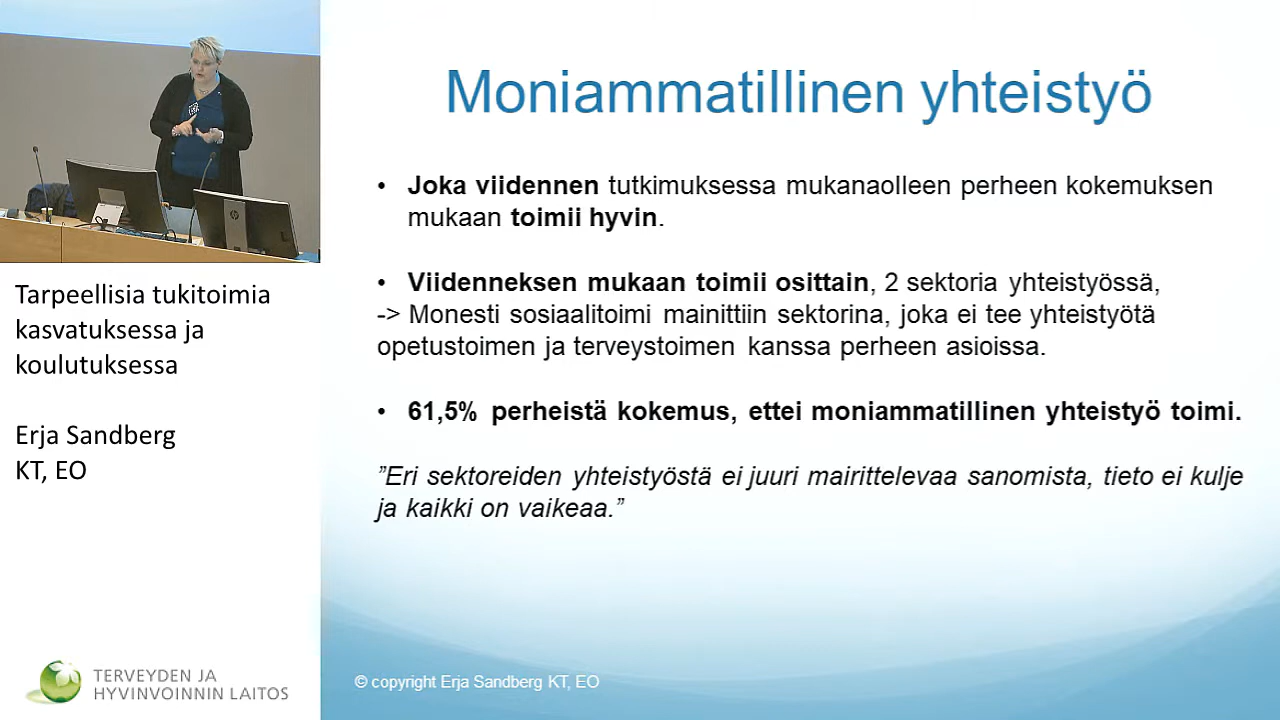 Moniammatillinen yhteistyö
• Joka viidennen tutkimuksessa mukanaolleen perheen kokemuksen
mukaan toimii hyvin.
• Viidenneksen mukaan toimii osittain, 2 sektoria yhteistyössä,
-> Monesti sosiaalitoimi mainittiin sektorina, joka ei tee yhteistyötä
opetustoimen ja terveystoimen kanssa perheen asioissa.
• 61,5% perheistä kokemus, ettei moniammatillinen yhteistyö toimi.
”Eri sektoreiden yhteistyöstä ei juuri mairittelevaa sanomista, tieto ei kulje
ja kaikki on vaikeaa.”
© copyright Erja Sandberg KT, EO
Tarpeellisia tukitoimia
kasvatuksessa ja
koulutuksessa
Erja Sandberg
KT, EO
TERVEYDEN JA
HYVINVOINNIN LAITOS
hp